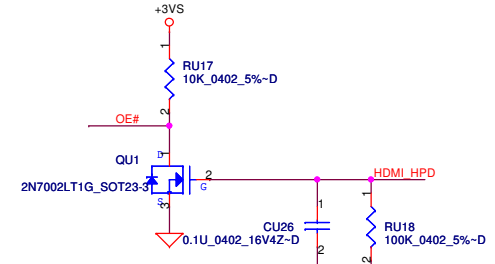 +3VS
1
RU17
10K_0402_5%~D
2
OE#
1
D
QU1
2
HDMI_HPD
G
2N7002LT1G_SOT23-3
S
3
1
1
CU26
RU18
0.1U_0402_16V4Z~D
100K_0402_5%~D
2
2